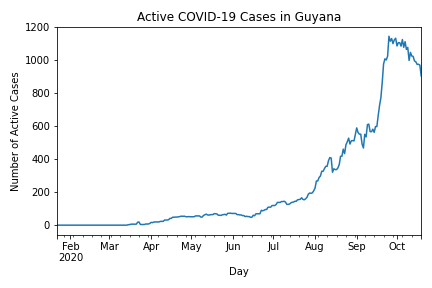 Active COVID-19 Cases in Guyana
Number of Active Cases
1200
1000
800
600
400
200
0
Feb Mar Apr May Jun Jul Aug Sep Oct
2020
Day